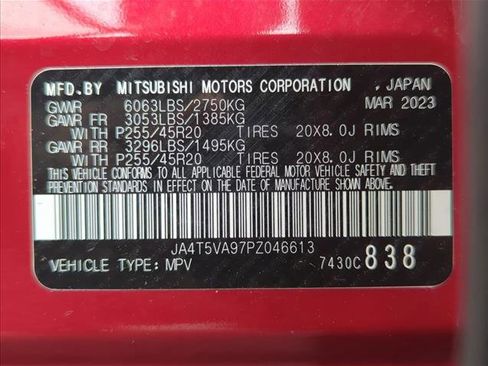 MFD.BY MITSUBISHI MOTORS CORPORATION , JAPAN
GVWR 6063LBS/2750KG MAR 2023
GAWR FR 3053LBS/1385KG
WITH P255/45R20 TIRES 20X8.0J RIMS
GAWR RR 3296LBS/1495KG
WITH P255/45R20 TIRES 20X8.0J RIMS
THIS VEHICLE CONFORMS TO ALL APPLICABLE FEDERAL MOTOR VEHICLE SAFETY AND THEFT
PREVENTION STANDARDS IN EFFECT ON THE DATE OF MANUFACTURE SHOWN ABOVE.
JA4T5VA97PZ046613
VEHICLE TYPE: MPV 7430C 838